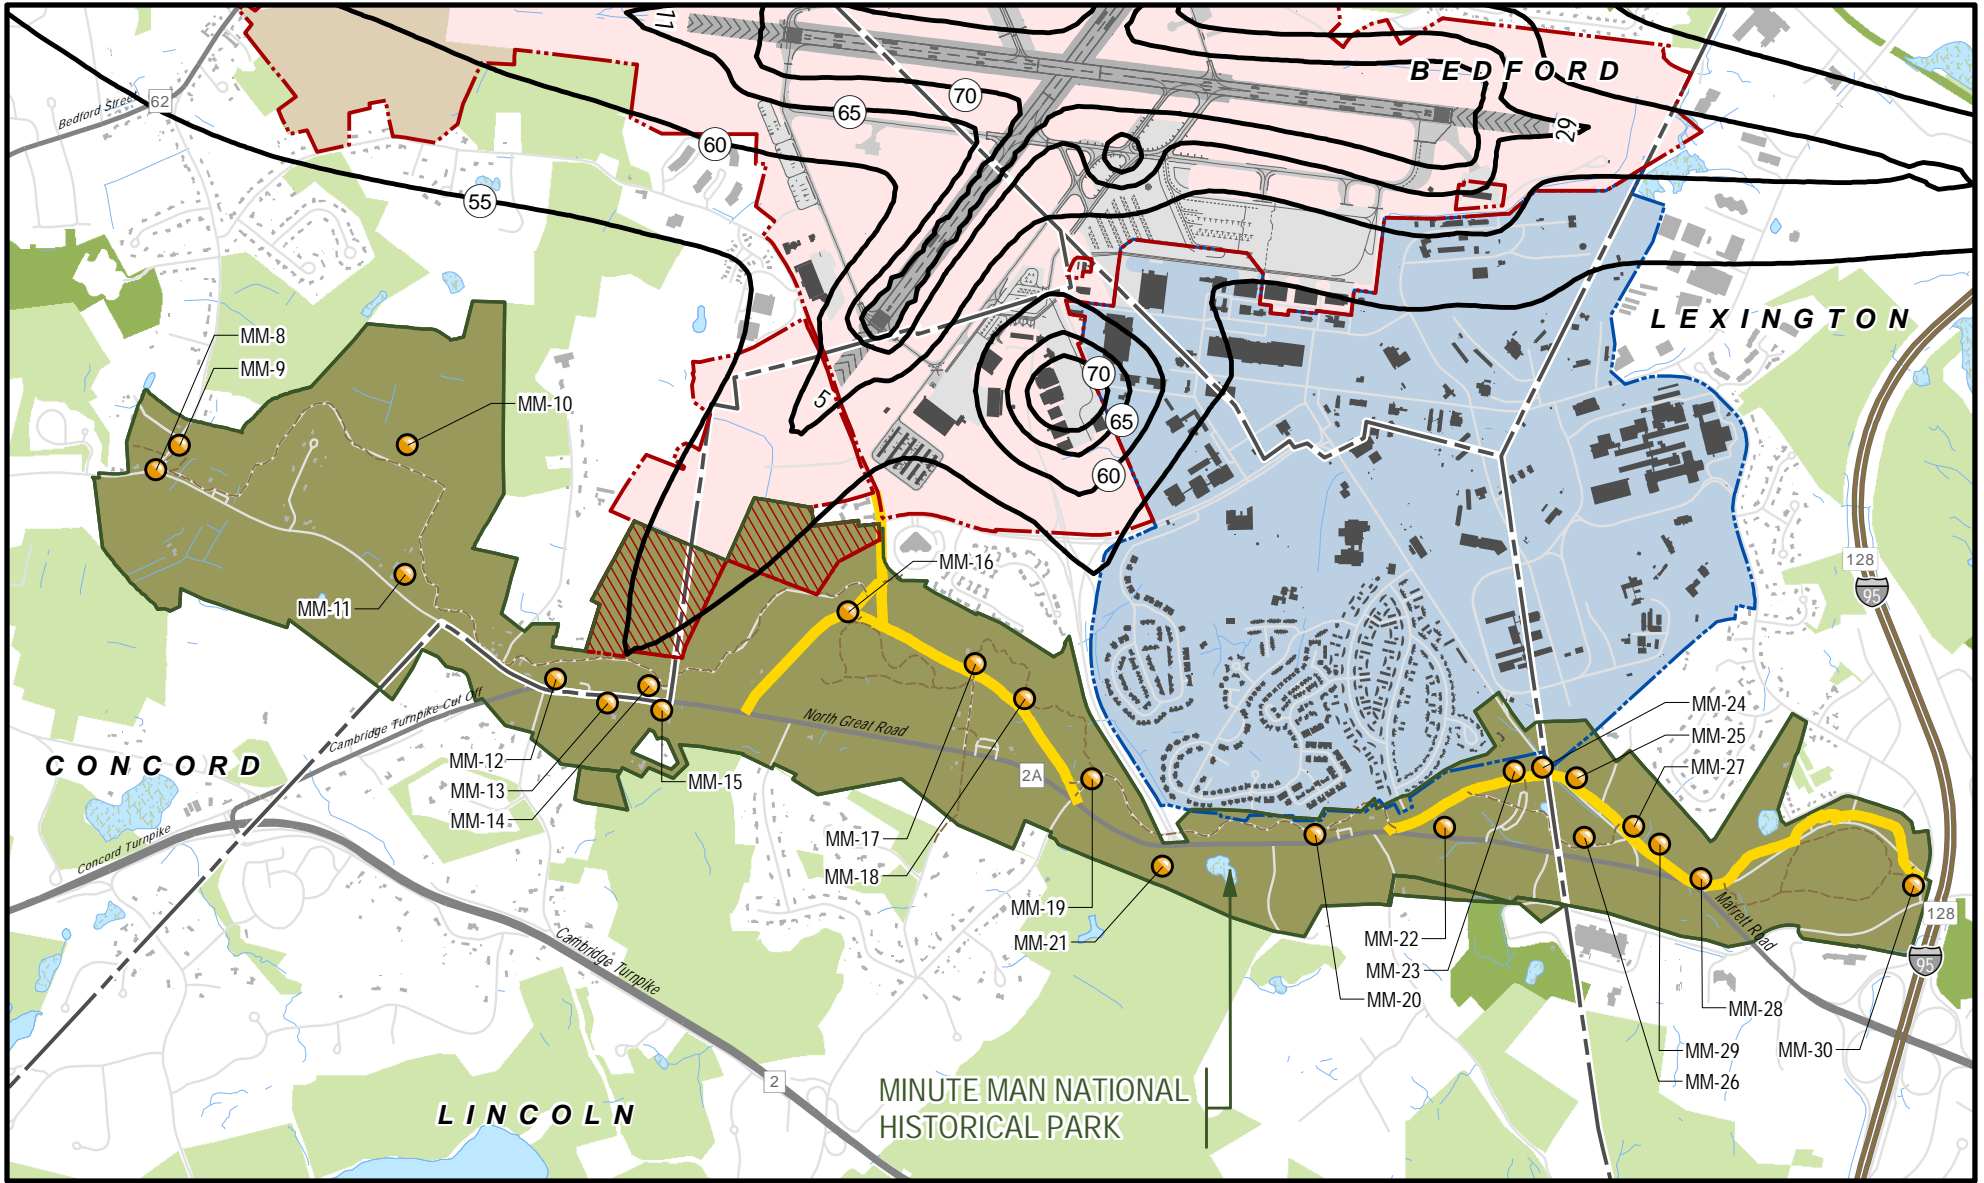 11
BEDFORD
70
62
Bedford Street
65
29
60
55
LEXINGTON
MM-8
MM-9
70
5
MM-10
65
60
128
95
MM-16
MM-11
MM-24
Cambridge Turnpike Cut Off
North Great Road
MM-25
CONCORD
MM-12
MM-27
MM-13
MM-15
2A
MM-14
Concord Turnpike
MM-17
MM-18
MM-19
Marrett Road
128
MM-21
MM-22
Cambridge Turnpike
MM-23
95
MM-20
MM-28
MM-29
MM-30
2
MM-26
MINUTE MAN NATIONAL
HISTORICAL PARK
LINCOLN